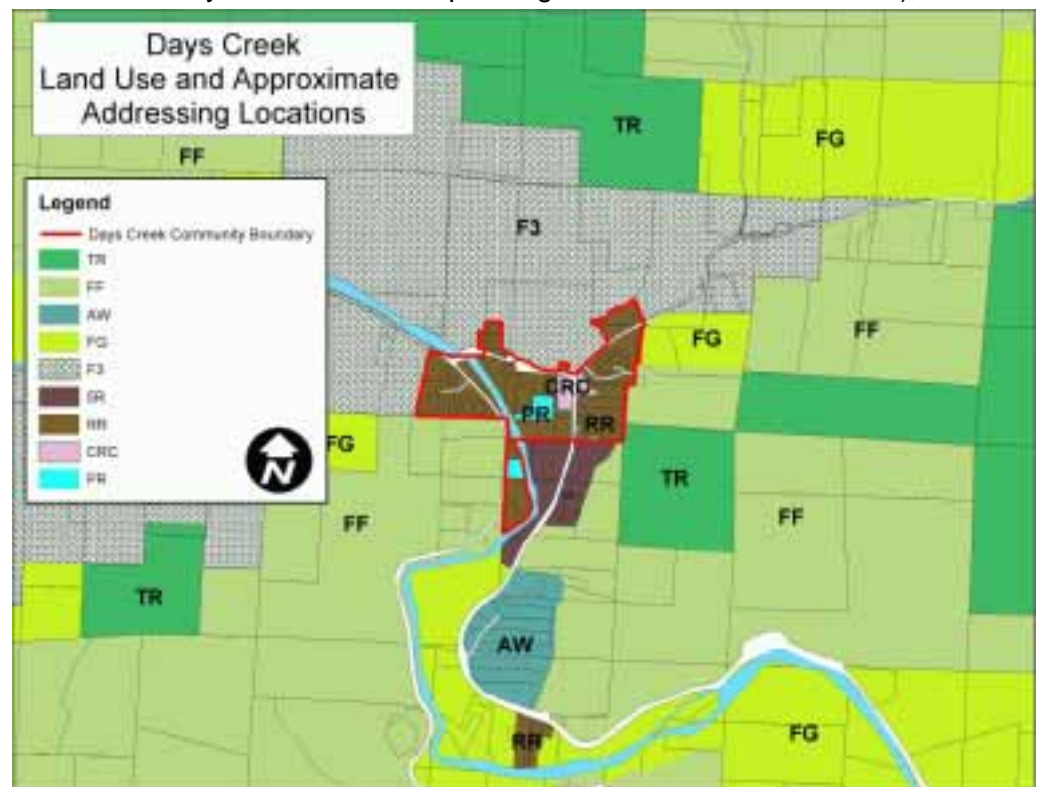 Days Creek
Land Use and Approximate
Addressing Locations
TR
FG
FF
F3
Legend
Days Creek Community Boundary
TR
FF
AW
FG
F3
SR
RR
CRC
PR
N
FG
FF
CRC
PR
RR
FG
TR
FF
FF
TR
AW
RR
FG